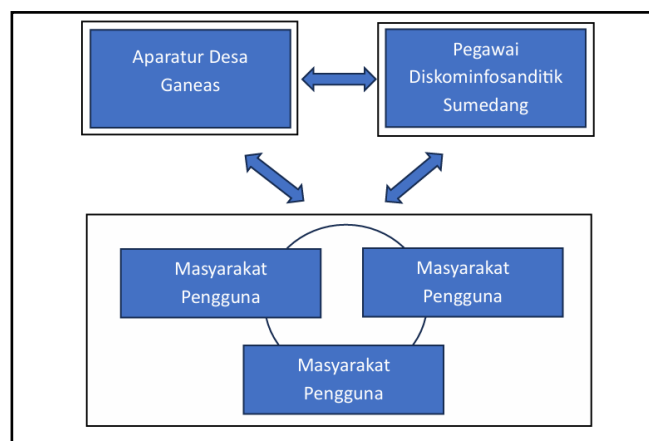 Aparatur Desa
Ganeas
Pegawai
Diskominfosanditik
Sumedang
Masyarakat
Pengguna
Masyarakat
Pengguna
Masyarakat
Pengguna